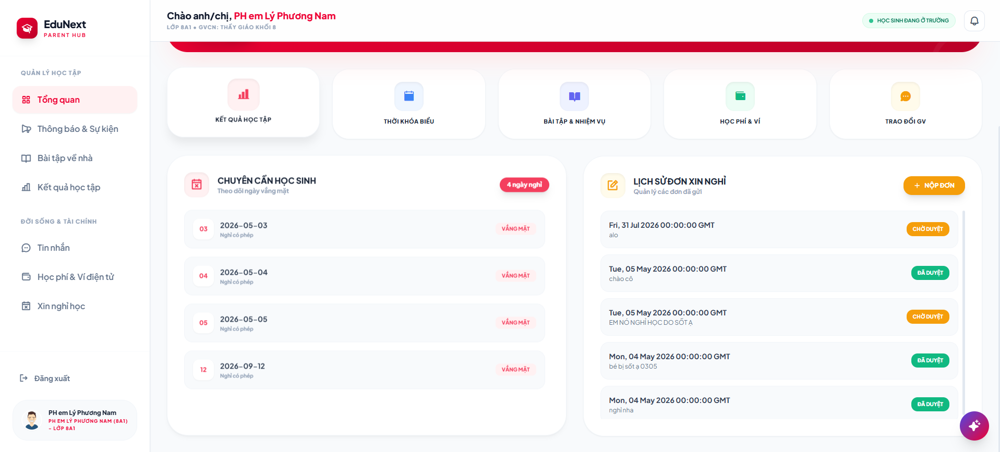 EduNext
PARENT HUB
QUẢN LÝ HỌC TẬP
Tổng quan
Thông báo & Sự kiện
Bài tập về nhà
Kết quả học tập
ĐỜI SỐNG & TÀI CHÍNH
Tin nhắn
Học phí & Ví điện tử
Xin nghỉ học
Đăng xuất
PH em Lý Phương Nam
PH EM LÝ PHƯƠNG NAM (8A1)
- LỚP 8A1
Chào anh/chị, PH em Lý Phương Nam
LỚP 8A1 • GVCN: THẦY GIÁO KHỐI 8
HỌC SINH ĐANG Ở TRƯỜNG
KẾT QUẢ HỌC TẬP
THỜI KHÓA BIỂU
BÀI TẬP & NHIỆM VỤ
HỌC PHÍ & VÍ
TRAO ĐỔI GV
CHUYÊN CẦN HỌC SINH
Theo dõi ngày vắng mặt
4 ngày nghỉ
03
2026-05-03
Nghỉ có phép
VẮNG MẶT
04
2026-05-04
Nghỉ có phép
VẮNG MẶT
05
2026-05-05
Nghỉ có phép
VẮNG MẶT
12
2026-09-12
Nghỉ có phép
VẮNG MẶT
LỊCH SỬ ĐƠN XIN NGHỈ
Quản lý các đơn đã gửi
+ NỘP ĐƠN
Fri, 31 Jul 2026 00:00:00 GMT
alo
CHỜ DUYỆT
Tue, 05 May 2026 00:00:00 GMT
chào cô
ĐÃ DUYỆT
Tue, 05 May 2026 00:00:00 GMT
EM NÓ NGHỈ HỌC DO SỐT Ạ
CHỜ DUYỆT
Mon, 04 May 2026 00:00:00 GMT
bé bị sốt ạ 0305
ĐÃ DUYỆT
Mon, 04 May 2026 00:00:00 GMT
nghỉ nha
ĐÃ DUYỆT